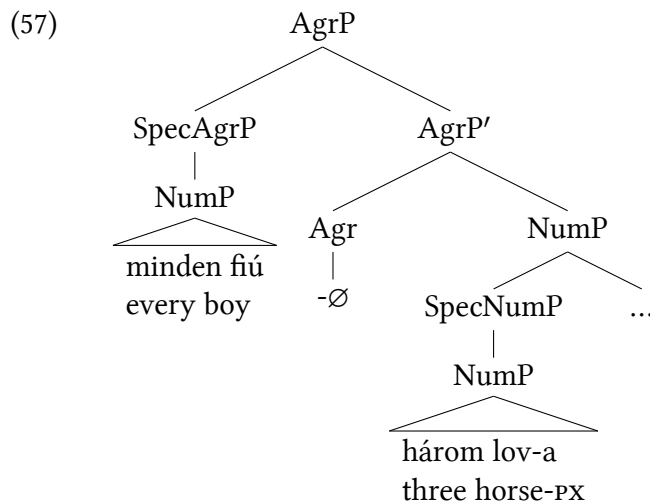 (57)
AgrP
SpecAgrP AgrP′
NumP Agr NumP
minden fiú
every boy
-∅ SpecNumP ...
NumP
három lov-a
three horse-PX